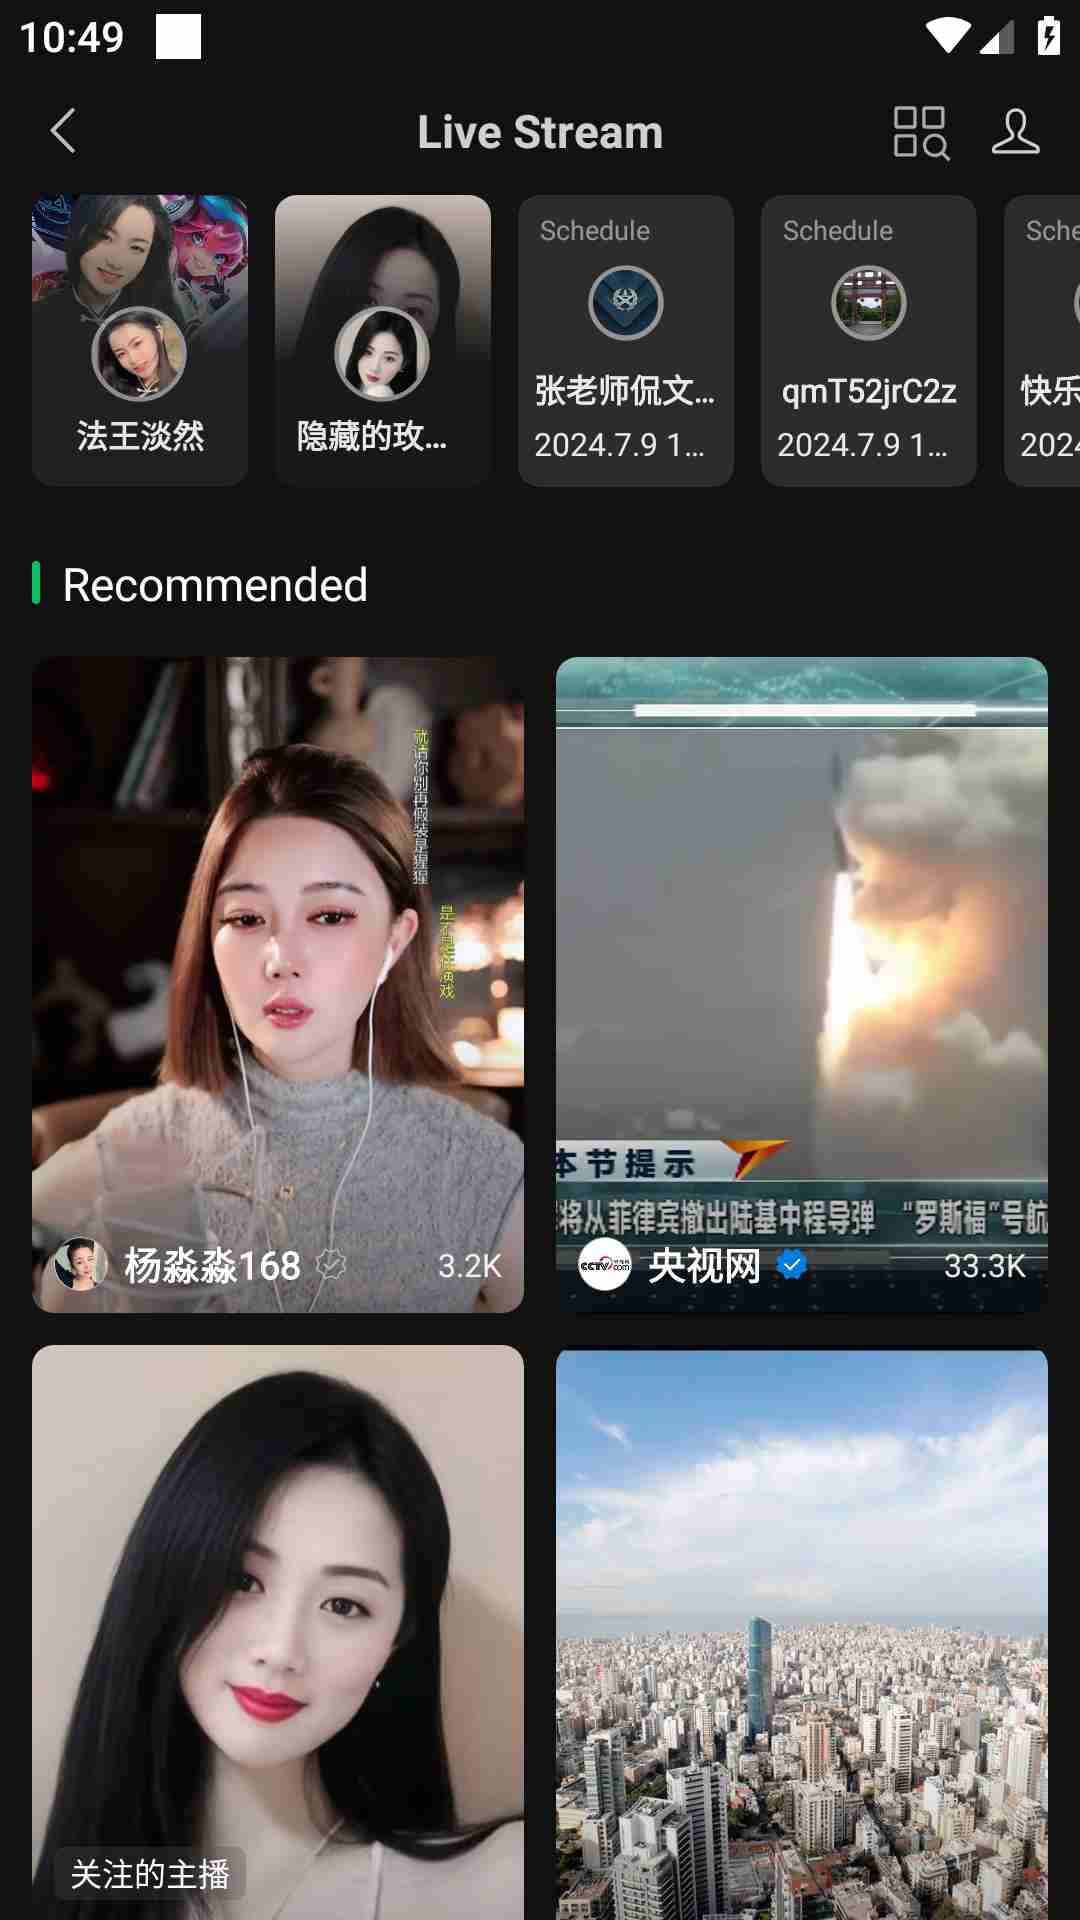 10:49
Live Stream
法王淡然
隐藏的玫...
Schedule
张老师侃文...
2024.7.9 1...
Schedule
qmT52jrC2z
2024.7.9 1...
Sche
快乐
2024
Recommended
就请你别再假装是猩猩
是不是在演戏
杨淼淼168
3.2K
本节提示
将从菲律宾撤出陆基中程导弹 “罗斯福”号航
CCTV.com
央视网
33.3K
关注的主播